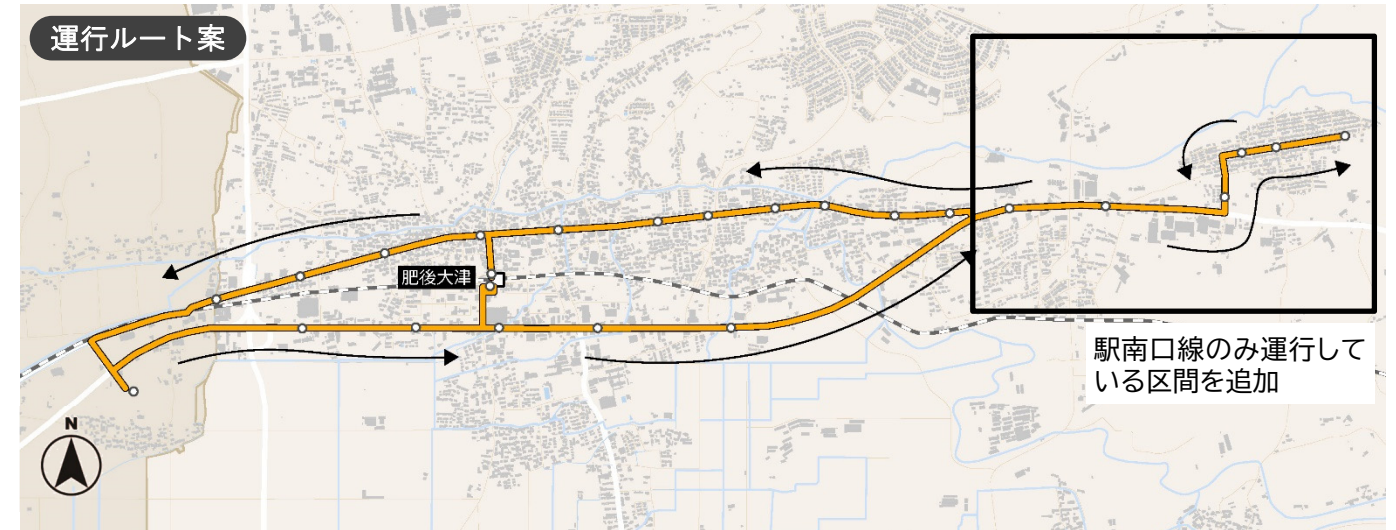 運行ルート案
肥後大津
駅南口線のみ運行して
いる区間を追加
N